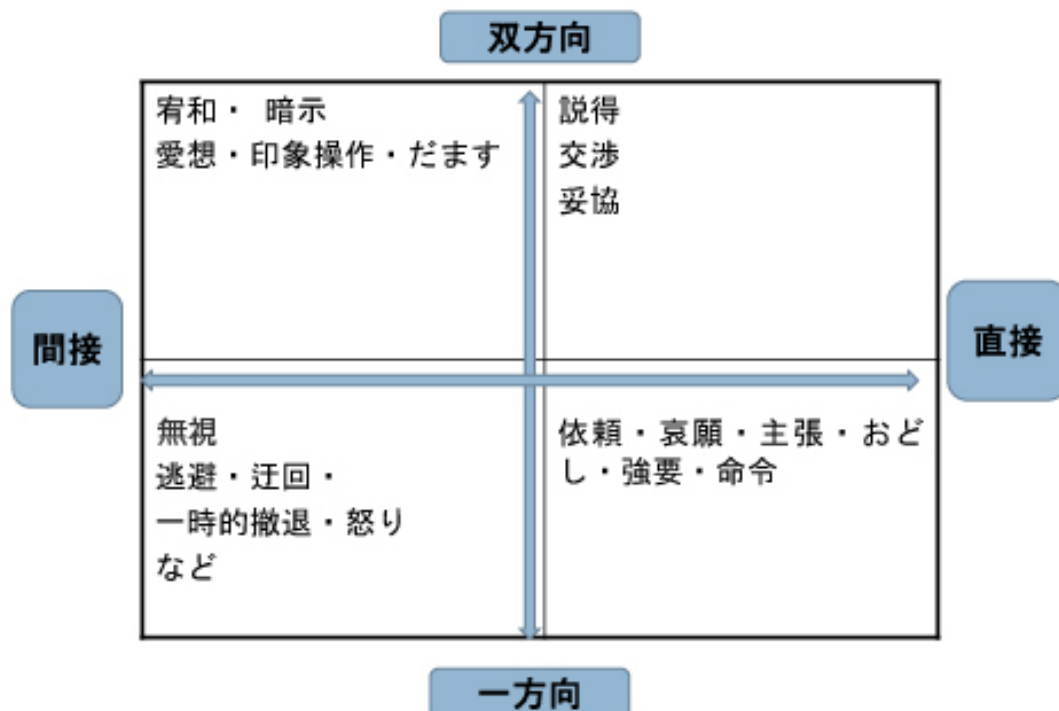 双方向
宥和・ 暗示
愛想・印象操作・だます
説得
交渉
妥協
間接
直接
無視
逃避・迂回・
一時的撤退・怒り
など
依頼・哀願・主張・おど
し・強要・命令
一方向